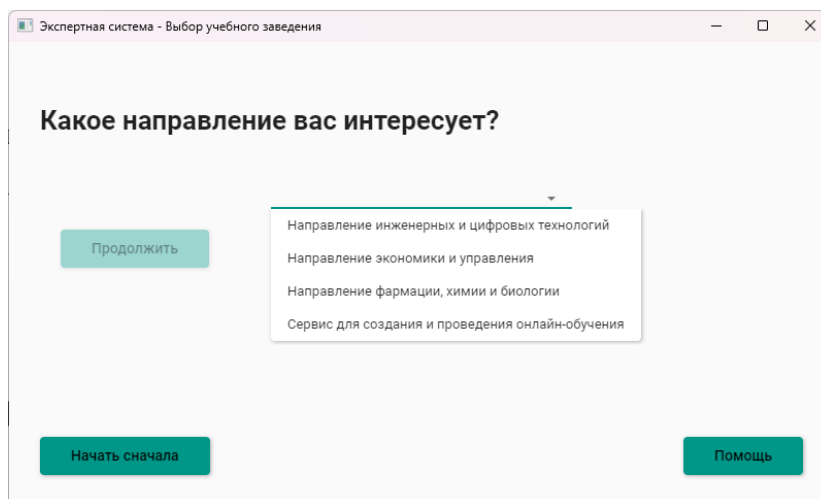 Экспертная система - Выбор учебного заведения
Какое направление вас интересует?
Продолжить
Направление инженерных и цифровых технологий
Направление экономики и управления
Направление фармации, химии и биологии
Сервис для создания и проведения онлайн-обучения
Начать сначала
Помощь